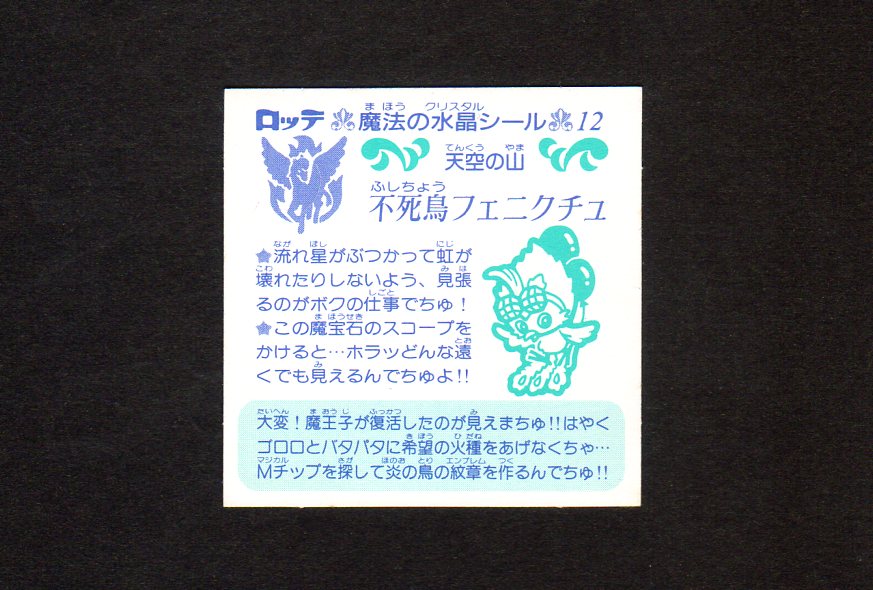 ロッテ 魔法の水晶シール 12
天空の山
不死鳥フェニクチュ
★流れ星がぶつかって虹が
壊れたりしないよう、見張
るのがボクの仕事でちゅ!
★この魔宝石のスコープを
かけると…ホラッどんな遠
くでも見えるんでちゅよ!!
大変!魔王子が復活したのが見えまちゅ!!はやく
ゴロロとバタバタに希望の火種をあげなくちゃ…
Mチップを探して炎の鳥の紋章を作るんでちゅ!!